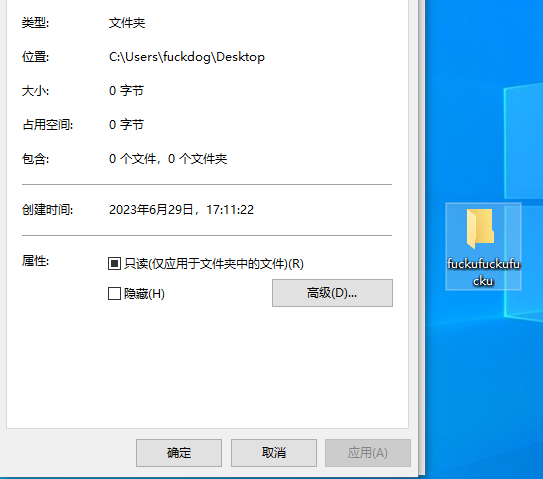 类型: 文件夹
位置: C:\Users\fuckdog\Desktop
大小: 0 字节
占用空间: 0 字节
包含: 0 个文件，0 个文件夹
创建时间: 2023年6月29日，17:11:22
属性: 只读(仅应用于文件夹中的文件)(R)
隐藏(H) 高级(D)...
确定 取消 应用(A)
fuckufuckufu
cku